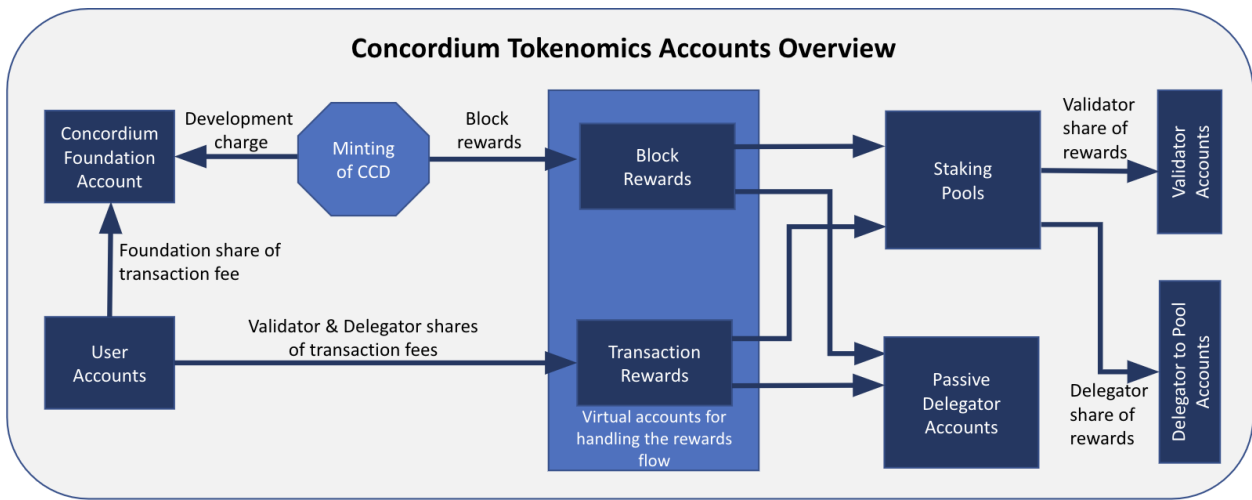 Concordium Tokenomics Accounts Overview
Concordium
Foundation
Account
Development
charge
Minting
of CCD
Block
rewards
Block
Rewards
Staking
Pools
Validator
share of
rewards
Validator
Accounts
Foundation share of
transaction fee
User
Accounts
Validator & Delegator shares
of transaction fees
Transaction
Rewards
Virtual accounts for
handling the rewards
flow
Passive
Delegator
Accounts
Delegator
share of
rewards
Delegator to Pool
Accounts